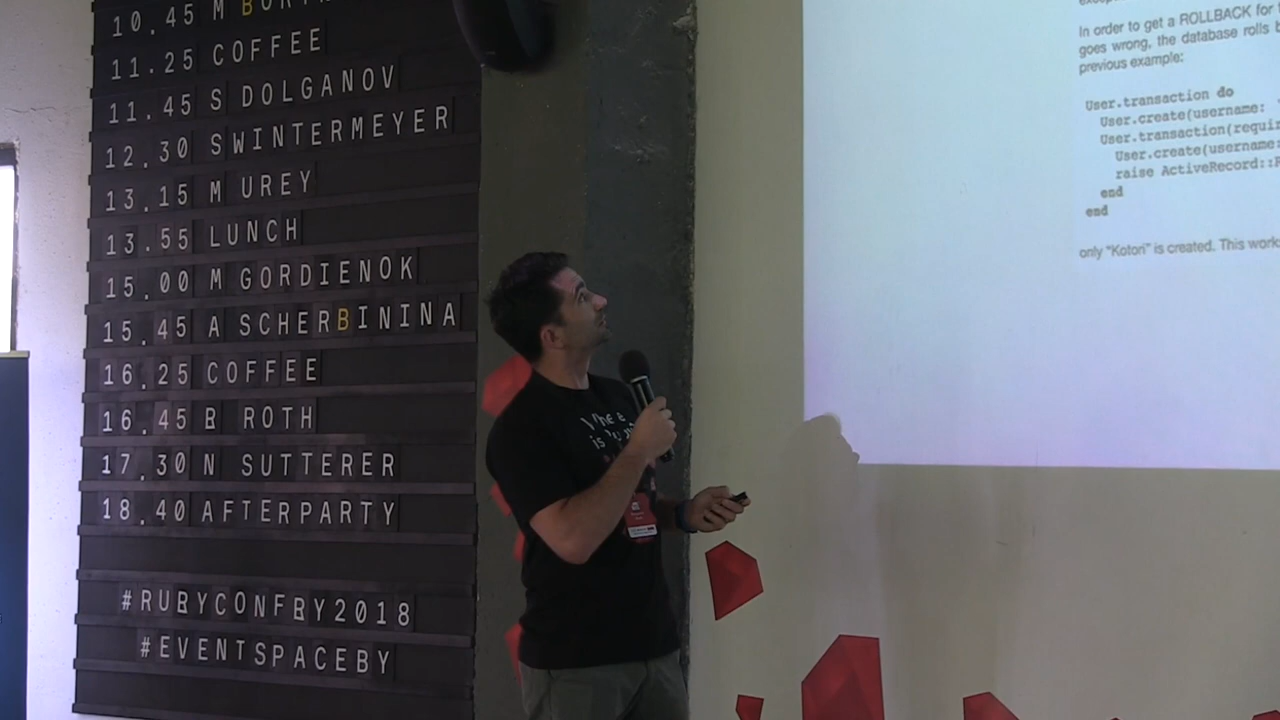 10.45 M
11.25 COFFEE
11.45 S DOLGANOV
12.30 SWINTERMEYER
13.15 M UREY
13.55 LUNCH
15.00 M GORDIENOK
15.45 A SCHERBININA
16.25 COFFEE
16.45 R ROTH
17.30 N SUTTERER
18.40 AFTERPARTY
#RUBYCONFBY2018
#EVENTSPACEBY
In order to get a ROLLBACK for
goes wrong, the database rolls
previous example:
User.transaction do
User.create(username:
User.transaction(
User.create(username:
raise ActiveRecord::
end
end
only "Kotori" is created. This
is